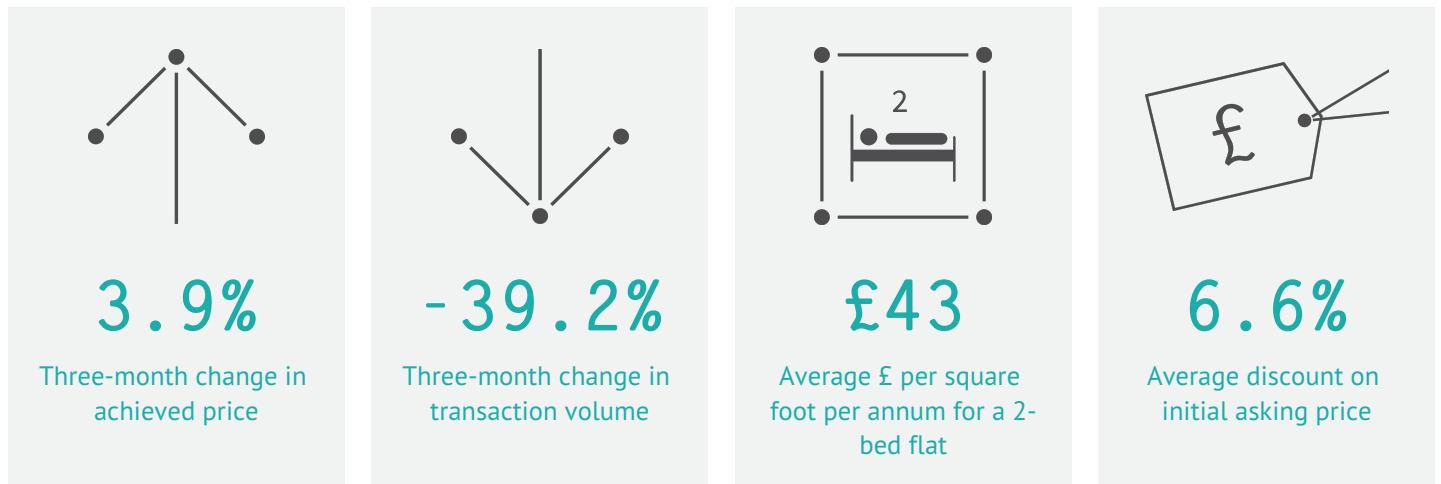 2
£
3.9%
Three-month change in
achieved price
-39.2%
Three-month change in
transaction volume
£43
Average £ per square
foot per annum for a 2-
bed flat
6.6%
Average discount on
initial asking price